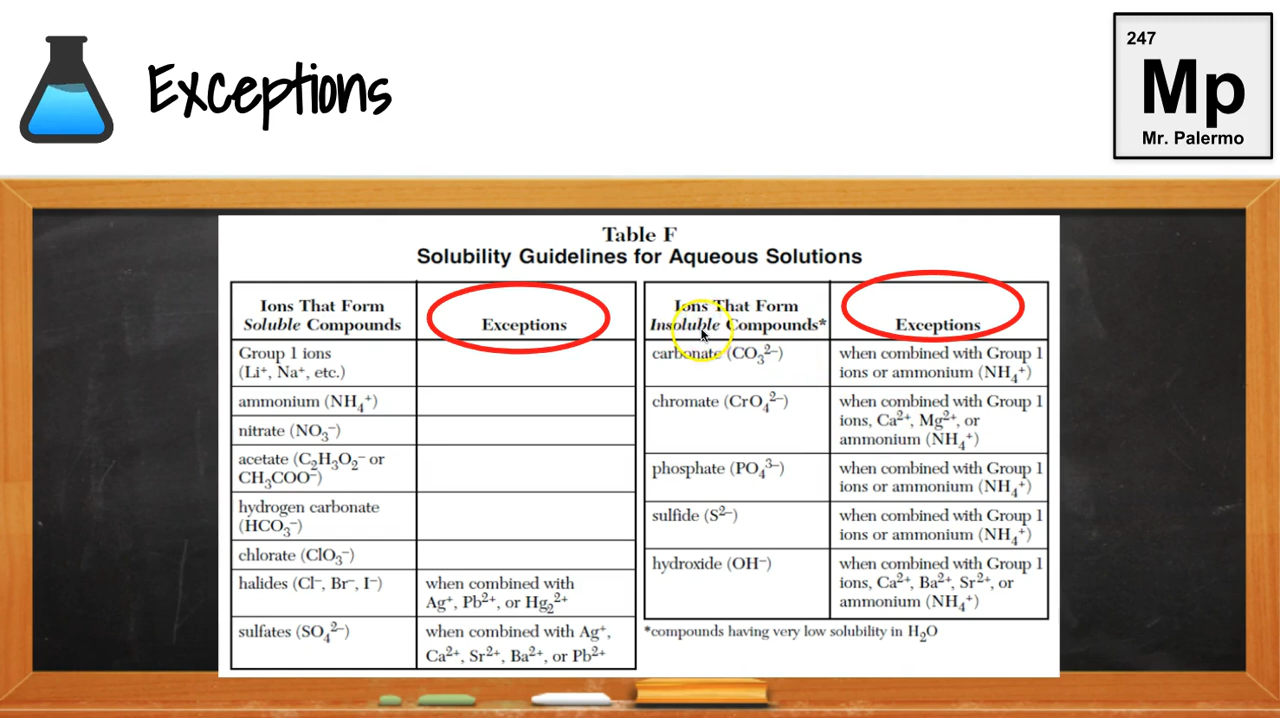 Exceptions
247
Mp
Mr. Palermo
Table F
Solubility Guidelines for Aqueous Solutions
Ions That Form
Soluble Compounds
Exceptions
Group 1 ions
(Li⁺, Na⁺, etc.)
ammonium (NH₄⁺)
nitrate (NO₃⁻)
acetate (C₂H₃O₂⁻ or
CH₃COO⁻)
hydrogen carbonate
(HCO₃⁻)
chlorate (ClO₃⁻)
halides (Cl⁻, Br⁻, I⁻)
when combined with
Ag⁺, Pb²⁺, or Hg₂²⁺
sulfates (SO₄²⁻)
when combined with Ag⁺,
Ca²⁺, Sr²⁺, Ba²⁺, or Pb²⁺
Ions That Form
Insoluble Compounds*
Exceptions
carbonate (CO₃²⁻)
when combined with Group 1
ions or ammonium (NH₄⁺)
chromate (CrO₄²⁻)
when combined with Group 1
ions, Ca²⁺, Mg²⁺, or
ammonium (NH₄⁺)
phosphate (PO₄³⁻)
when combined with Group 1
ions or ammonium (NH₄⁺)
sulfide (S²⁻)
when combined with Group 1
ions or ammonium (NH₄⁺)
hydroxide (OH⁻)
when combined with Group 1
ions, Ca²⁺, Ba²⁺, Sr²⁺, or
ammonium (NH₄⁺)
*compounds having very low solubility in H₂O